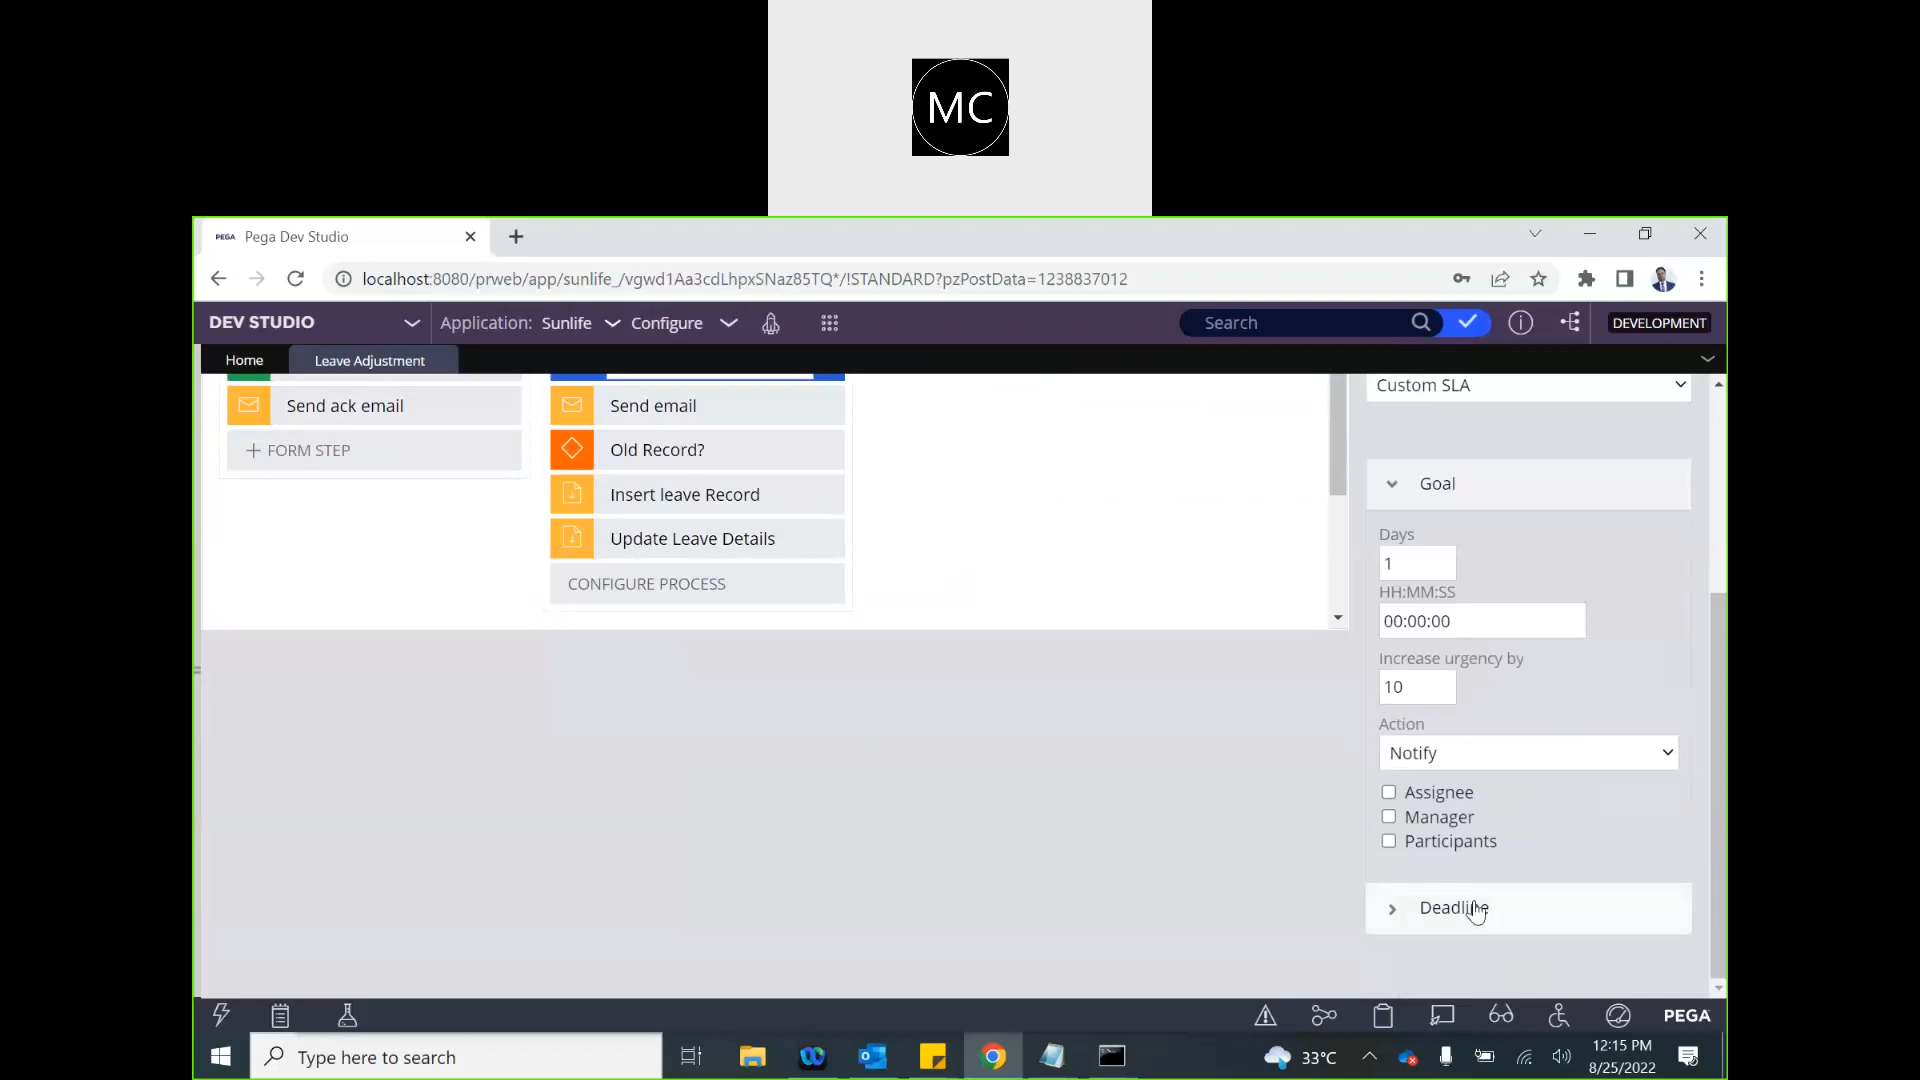 MC
PEGA Pega Dev Studio
localhost:8080/prweb/app/sunlife_/vgwd1Aa3cdLhpxSNaz85TQ*/!STANDARD?pzPostData=1238837012
DEV STUDIO Application: Sunlife Configure Search DEVELOPMENT
Home Leave Adjustment
Send ack email
+ FORM STEP
Send email
Old Record?
Insert leave Record
Update Leave Details
CONFIGURE PROCESS
Custom SLA
Goal
Days
1
HH:MM:SS
00:00:00
Increase urgency by
10
Action
Notify
Assignee
Manager
Participants
Deadline
PEGA
Type here to search
33°C
12:15 PM
8/25/2022